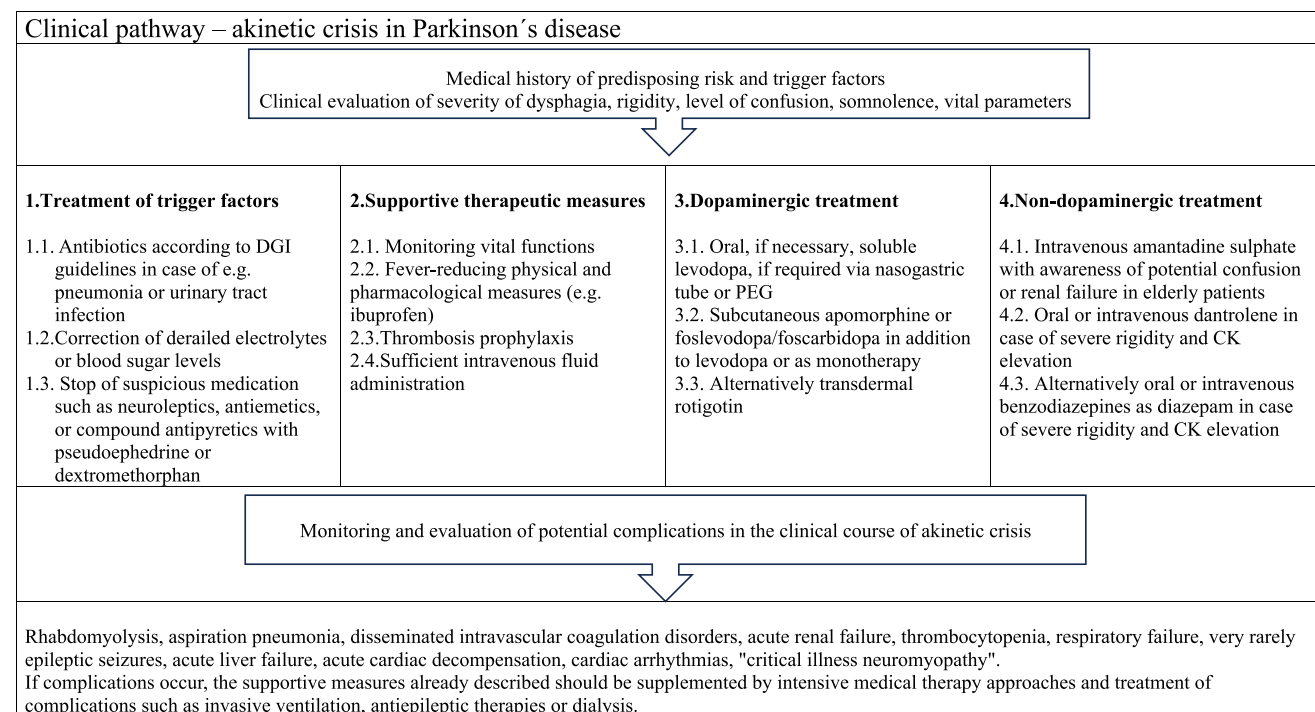 Clinical pathway – akinetic crisis in Parkinson´s disease
Medical history of predisposing risk and trigger factors
Clinical evaluation of severity of dysphagia, rigidity, level of confusion, somnolence, vital parameters
1.Treatment of trigger factors
1.1. Antibiotics according to DGI
guidelines in case of e.g.
pneumonia or urinary tract
infection
1.2.Correction of derailed electrolytes
or blood sugar levels
1.3. Stop of suspicious medication
such as neuroleptics, antiemetics,
or compound antipyretics with
pseudoephedrine or
dextromethorphan
2.Supportive therapeutic measures
2.1. Monitoring vital functions
2.2. Fever-reducing physical and
pharmacological measures (e.g.
ibuprofen)
2.3.Thrombosis prophylaxis
2.4.Sufficient intravenous fluid
administration
3.Dopaminergic treatment
3.1. Oral, if necessary, soluble
levodopa, if required via nasogastric
tube or PEG
3.2. Subcutaneous apomorphine or
foslevodopa/foscarbidopa in addition
to levodopa or as monotherapy
3.3. Alternatively transdermal
rotigotin
4.Non-dopaminergic treatment
4.1. Intravenous amantadine sulphate
with awareness of potential confusion
or renal failure in elderly patients
4.2. Oral or intravenous dantrolene in
case of severe rigidity and CK
elevation
4.3. Alternatively oral or intravenous
benzodiazepines as diazepam in case
of severe rigidity and CK elevation
Monitoring and evaluation of potential complications in the clinical course of akinetic crisis
Rhabdomyolysis, aspiration pneumonia, disseminated intravascular coagulation disorders, acute renal failure, thrombocytopenia, respiratory failure, very rarely
epileptic seizures, acute liver failure, acute cardiac decompensation, cardiac arrhythmias, "critical illness neuromyopathy".
If complications occur, the supportive measures already described should be supplemented by intensive medical therapy approaches and treatment of
complications such as invasive ventilation, antiepileptic therapies or dialysis.